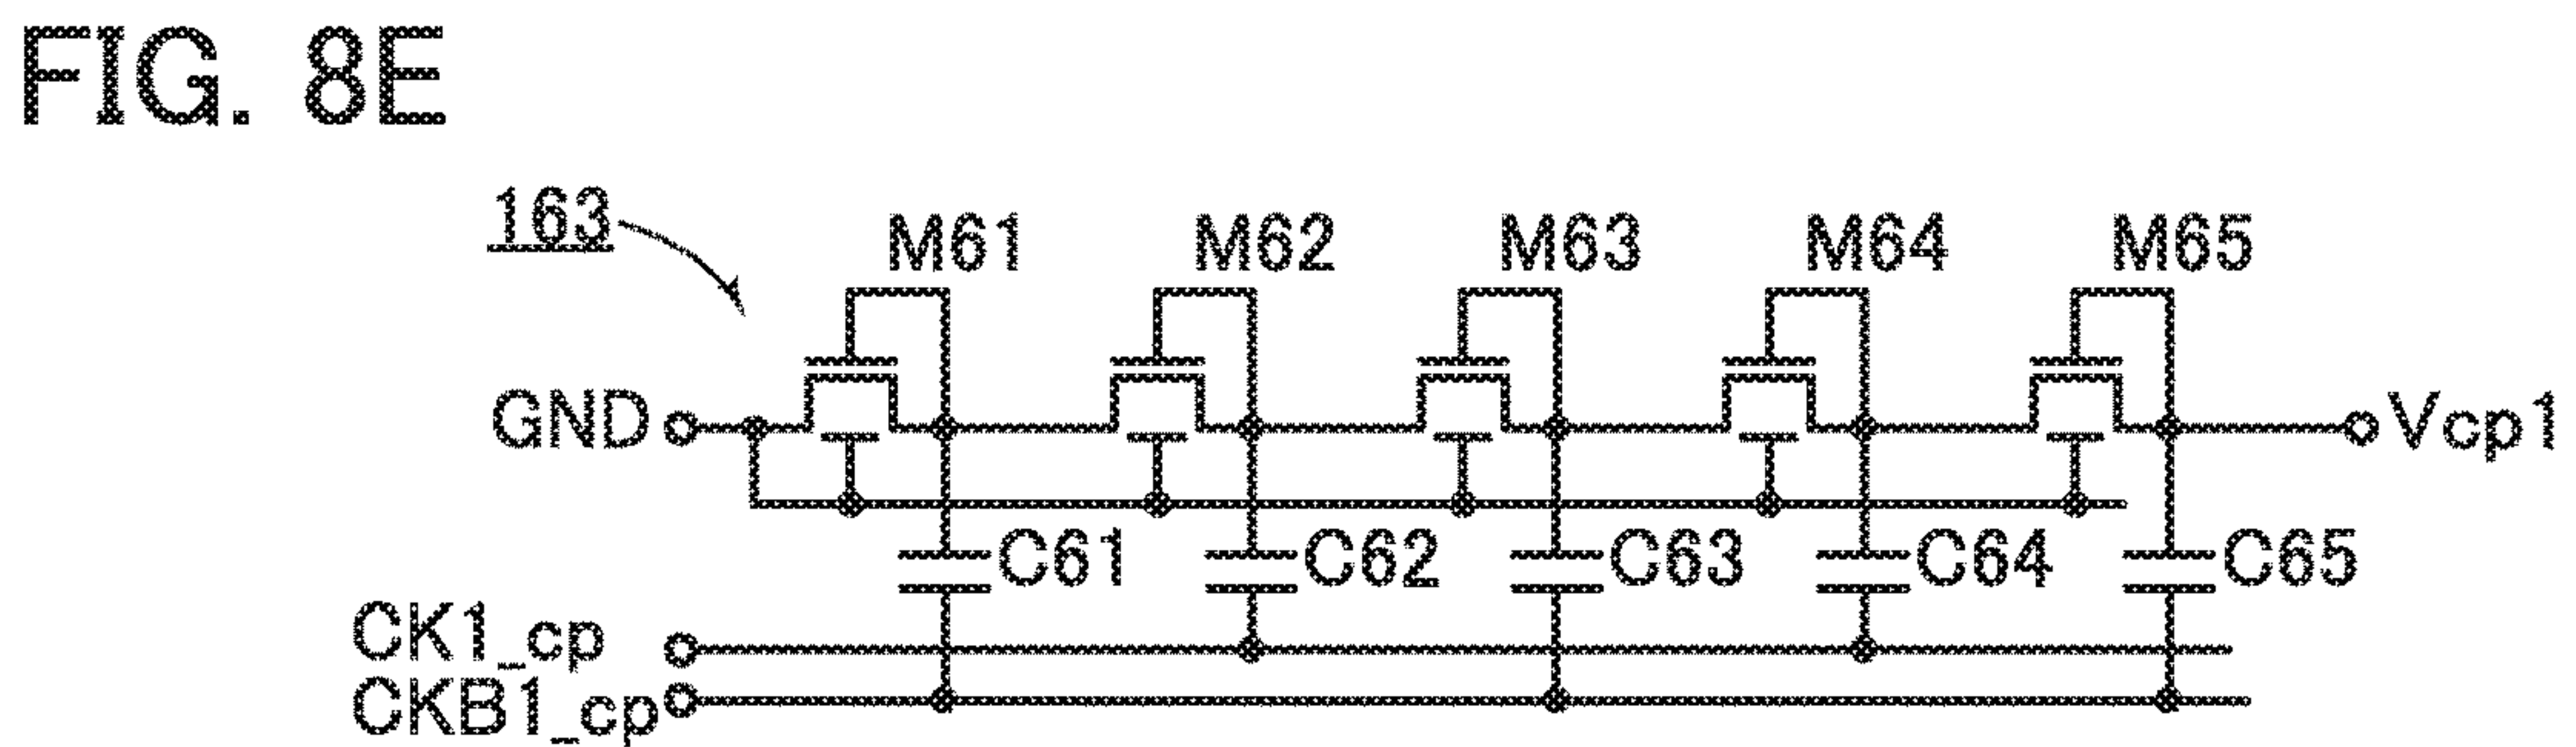 FIG. 8E
163
M61 M62 M63 M64 M65
GND Vcp1
C61 C62 C63 C64 C65
CK1_cp
CKB1_cp